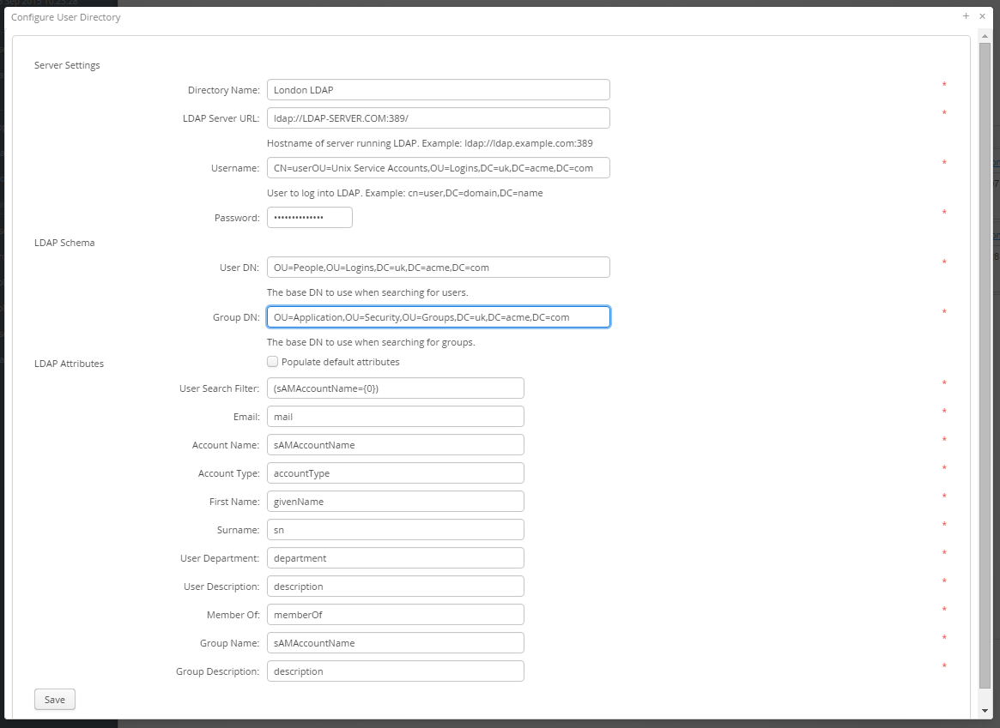 Sep 2015 10:23:28
Configure User Directory
+ ×
Server Settings
Directory Name: London LDAP *
LDAP Server URL: ldap://LDAP-SERVER.COM:389/ *
Hostname of server running LDAP. Example: ldap://ldap.example.com:389
Username: CN=userOU=Unix Service Accounts,OU=Logins,DC=uk,DC=acme,DC=com *
User to log into LDAP. Example: cn=user,DC=domain,DC=name
Password: •••••••••••••• *
LDAP Schema
User DN: OU=People,OU=Logins,DC=uk,DC=acme,DC=com *
The base DN to use when searching for users.
Group DN: OU=Application,OU=Security,OU=Groups,DC=uk,DC=acme,DC=com *
The base DN to use when searching for groups.
LDAP Attributes Populate default attributes
User Search Filter: (sAMAccountName={0}) *
Email: mail *
Account Name: sAMAccountName *
Account Type: accountType *
First Name: givenName *
Surname: sn *
User Department: department *
User Description: description *
Member Of: memberOf *
Group Name: sAMAccountName *
Group Description: description *
Save